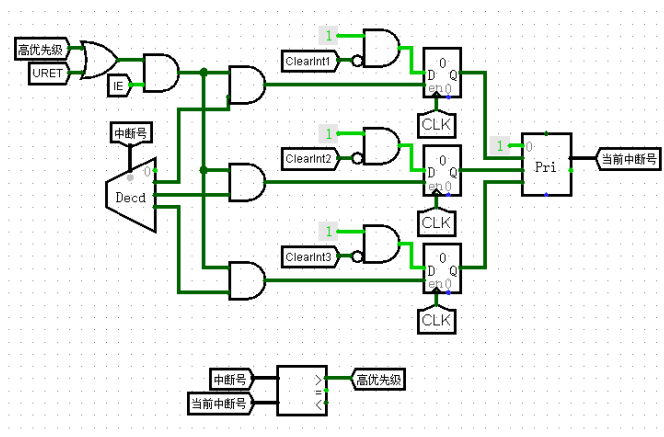 1
高优先级
ClearInt1
0
D Q
en 0
URET
IE
CLK
中断号
1
ClearInt2
0
D Q
en 0
1
0
Pri
当前中断号
0
Decd
CLK
1
ClearInt3
0
D Q
en 0
CLK
中断号
>
高优先级
=
当前中断号
<